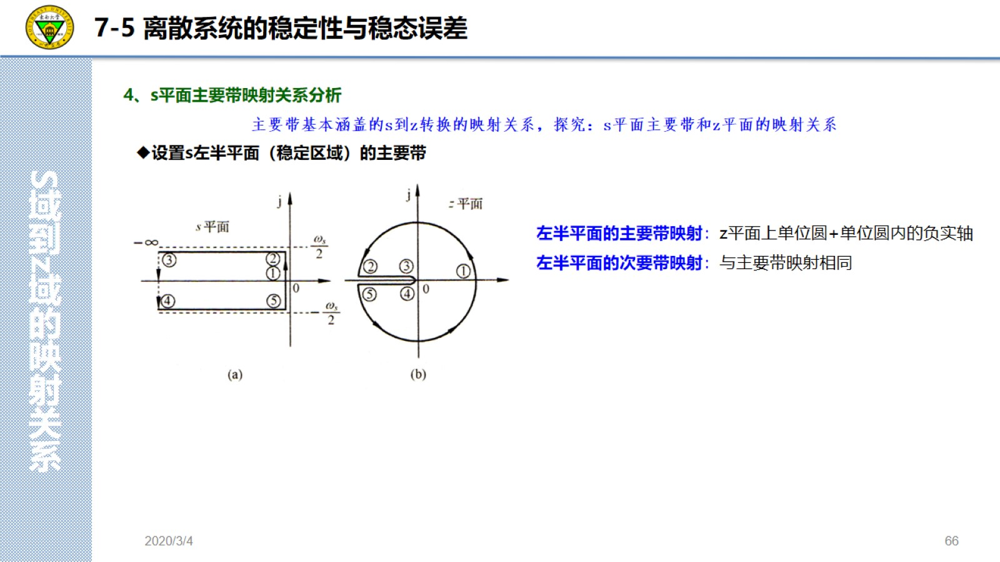 7-5 离散系统的稳定性与稳态误差
S域到z域的映射关系
4、s平面主要带映射关系分析
主要带基本涵盖的s到z转换的映射关系，探究：s平面主要带和z平面的映射关系
◆设置s左半平面（稳定区域）的主要带
j
s 平面
-∞
ωs
2
③ ② ①
0
④ ⑤
- ωs
2
(a)
j
z 平面
② ③ ①
⑤ ④ 0
(b)
左半平面的主要带映射：z平面上单位圆+单位圆内的负实轴
左半平面的次要带映射：与主要带映射相同
2020/3/4
66